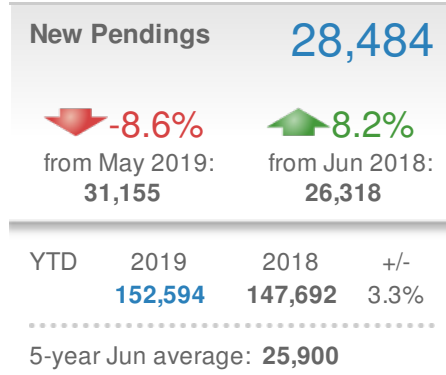 New Pendings 28,484
-8.6% 8.2%
from May 2019: from Jun 2018:
31,155 26,318
YTD 2019 2018 +/-
152,594 147,692 3.3%
5-year Jun average: 25,900